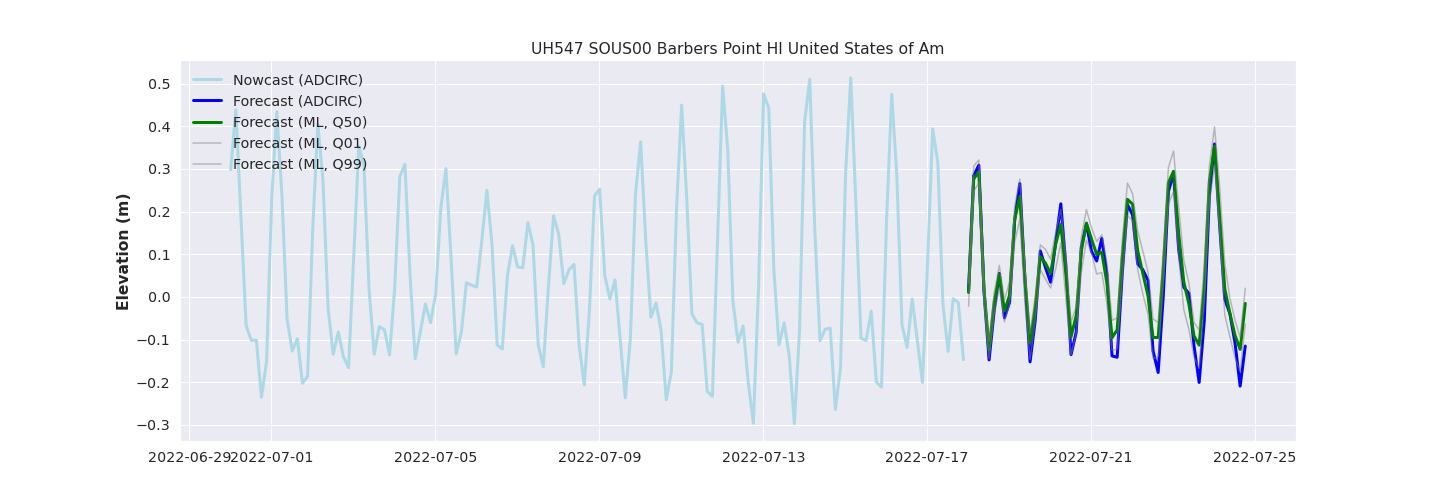 UH547 SOUS00 Barbers Point HI United States of Am
Nowcast (ADCIRC)
Forecast (ADCIRC)
Forecast (ML, Q50)
Forecast (ML, Q01)
Forecast (ML, Q99)
Elevation (m)
0.5
0.4
0.3
0.2
0.1
0.0
−0.1
−0.2
−0.3
2022-06-29 2022-07-01 2022-07-05 2022-07-09 2022-07-13 2022-07-17 2022-07-21 2022-07-25